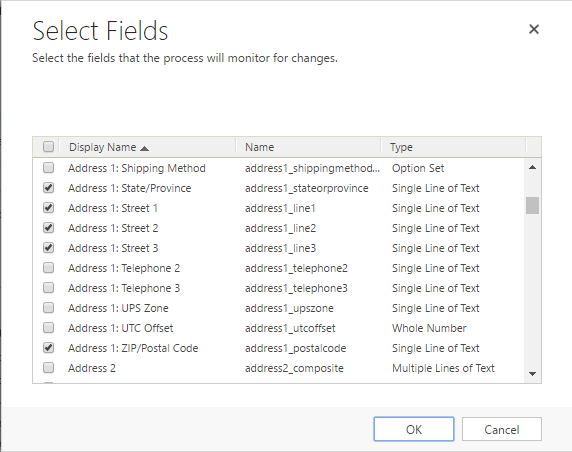 Select Fields
Select the fields that the process will monitor for changes.
Display Name Name Type
Address 1: Shipping Method address1_shippingmethod... Option Set
Address 1: State/Province address1_stateorprovince Single Line of Text
Address 1: Street 1 address1_line1 Single Line of Text
Address 1: Street 2 address1_line2 Single Line of Text
Address 1: Street 3 address1_line3 Single Line of Text
Address 1: Telephone 2 address1_telephone2 Single Line of Text
Address 1: Telephone 3 address1_telephone3 Single Line of Text
Address 1: UPS Zone address1_upszone Single Line of Text
Address 1: UTC Offset address1_utcoffset Whole Number
Address 1: ZIP/Postal Code address1_postalcode Single Line of Text
Address 2 address2_composite Multiple Lines of Text
OK Cancel